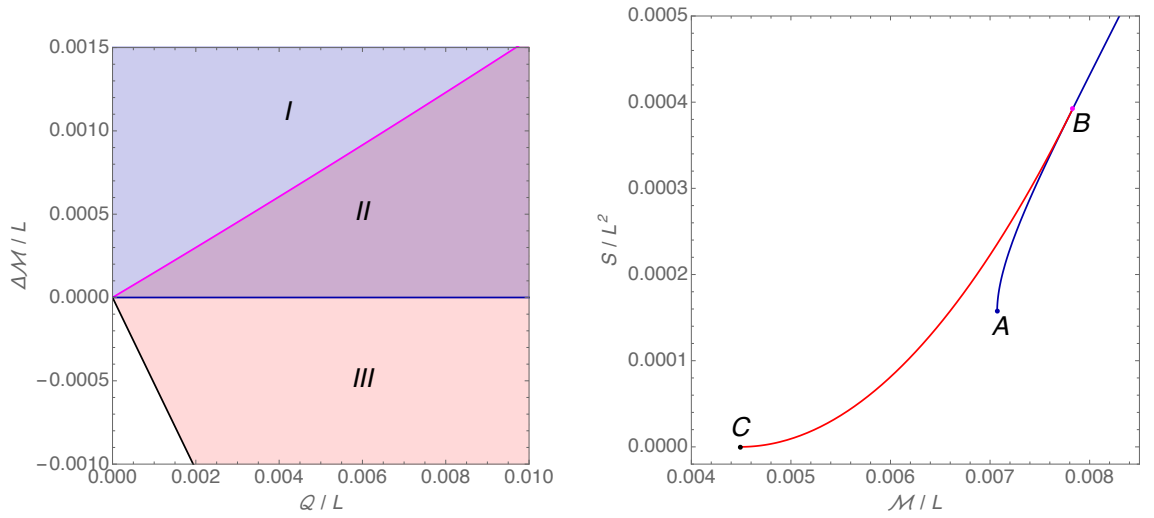 0.0015
0.0010
0.0005
0.0000
−0.0005
−0.0010
Δℳ / L
I
II
III
0.000
0.002
0.004
0.006
0.008
0.010
𝒬 / L
0.0005
0.0004
0.0003
0.0002
0.0001
0.0000
S / L²
B
A
C
0.004
0.005
0.006
0.007
0.008
ℳ / L